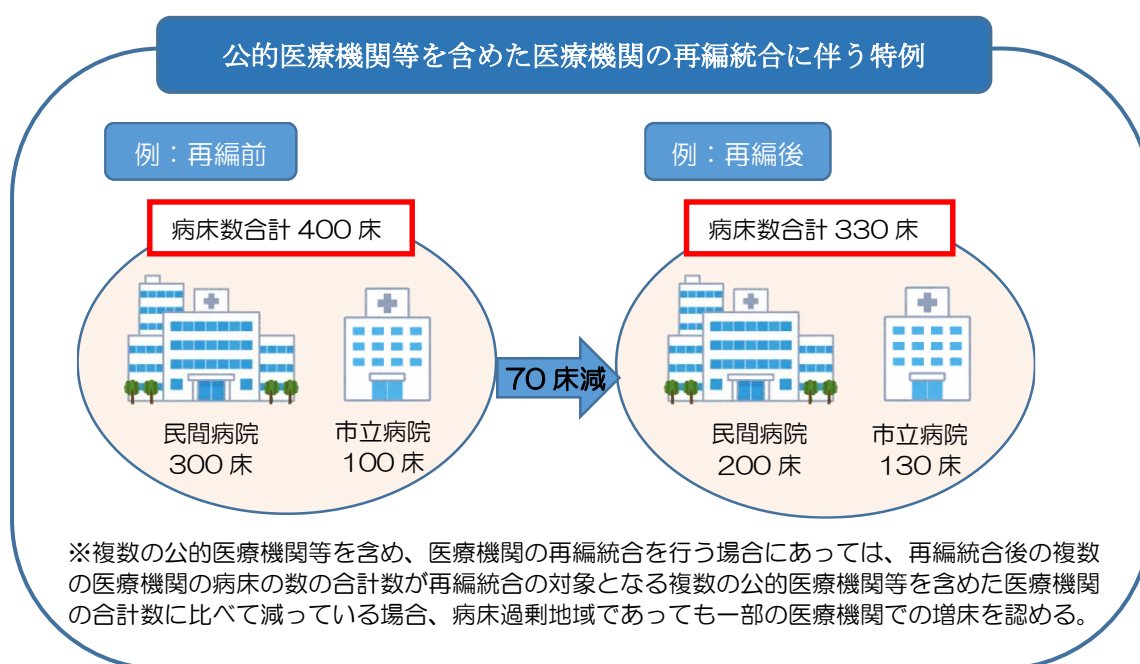 公的医療機関等を含めた医療機関の再編統合に伴う特例
例：再編前
例：再編後
病床数合計 400 床
病床数合計 330 床
70 床減
民間病院
300 床
市立病院
100 床
民間病院
200 床
市立病院
130 床
※複数の公的医療機関等を含め、医療機関の再編統合を行う場合にあっては、再編統合後の複数
の医療機関の病床の数の合計数が再編統合の対象となる複数の公的医療機関等を含めた医療機関
の合計数に比べて減っている場合、病床過剰地域であっても一部の医療機関での増床を認める。